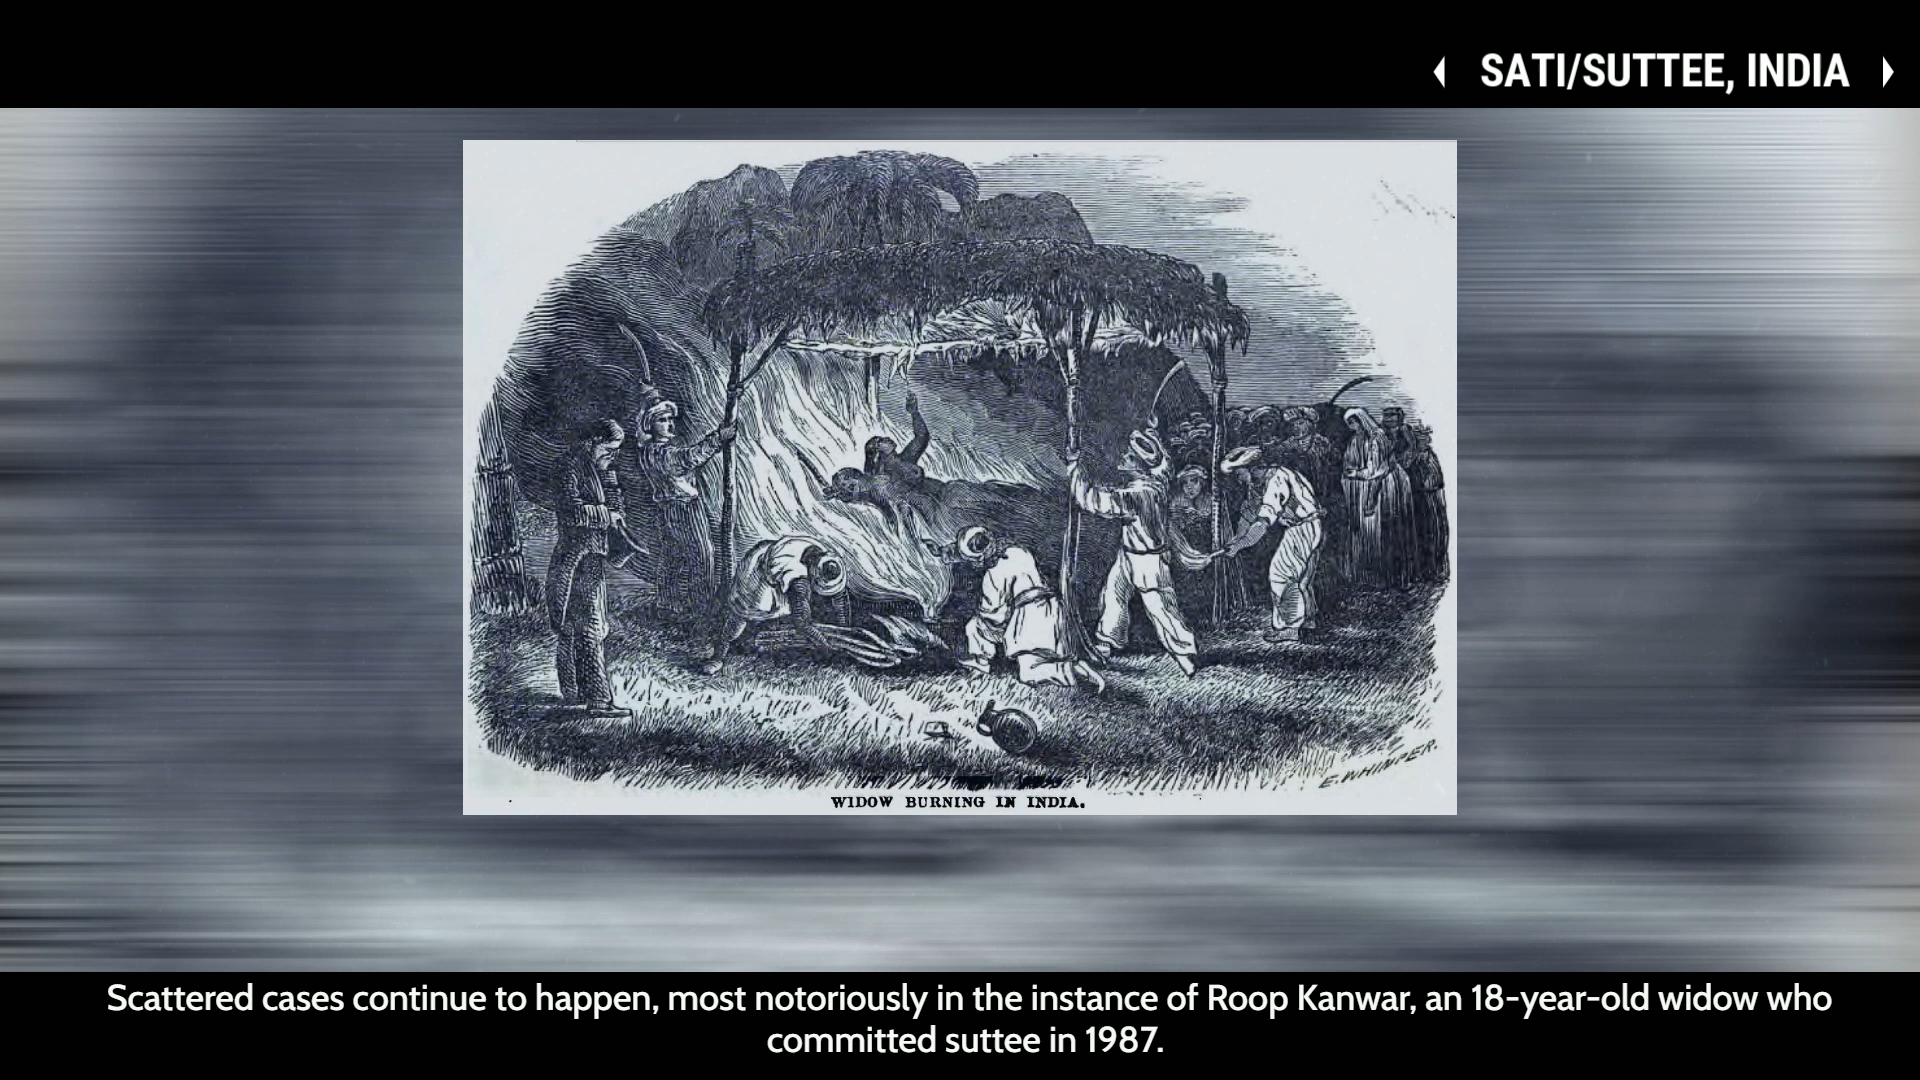 SATI/SUTTEE, INDIA
E. WHIMPER.
WIDOW BURNING IN INDIA.
Scattered cases continue to happen, most notoriously in the instance of Roop Kanwar, an 18-year-old widow who
committed suttee in 1987.